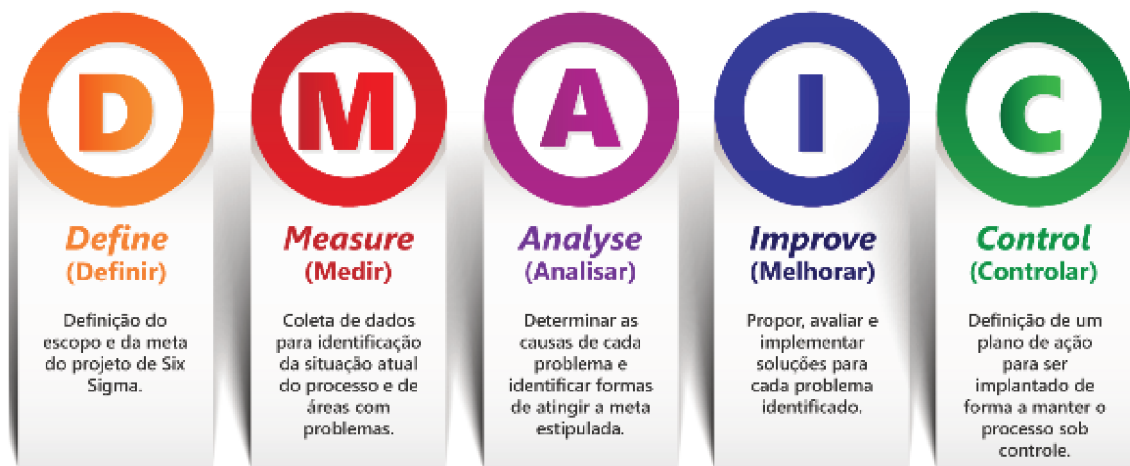 D
Define
(Definir)
Definição do
escopo e da meta
do projeto de Six
Sigma.
M
Measure
(Medir)
Coleta de dados
para identificação
da situação atual
do processo e de
áreas com
problemas.
A
Analyse
(Analisar)
Determinar as
causas de cada
problema e
identificar formas
de atingir a meta
estipulada.
I
Improve
(Melhorar)
Propor, avaliar e
implementar
soluções para
cada problema
identificado.
C
Control
(Controlar)
Definição de um
plano de ação
para ser
implantado de
forma a manter o
processo sob
controle.